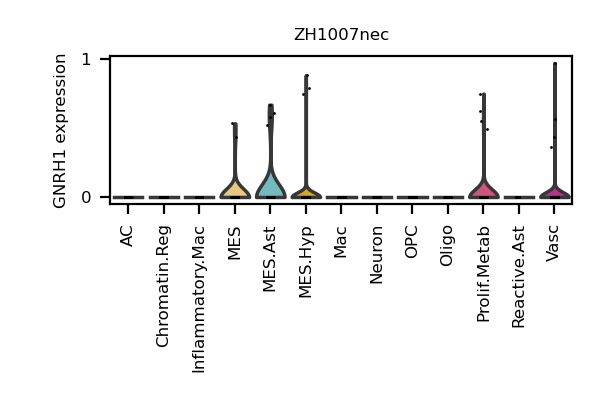 ZH1007nec
GNRH1 expression
1
0
AC
Chromatin.Reg
Inflammatory.Mac
MES
MES.Ast
MES.Hyp
Mac
Neuron
OPC
Oligo
Prolif.Metab
Reactive.Ast
Vasc